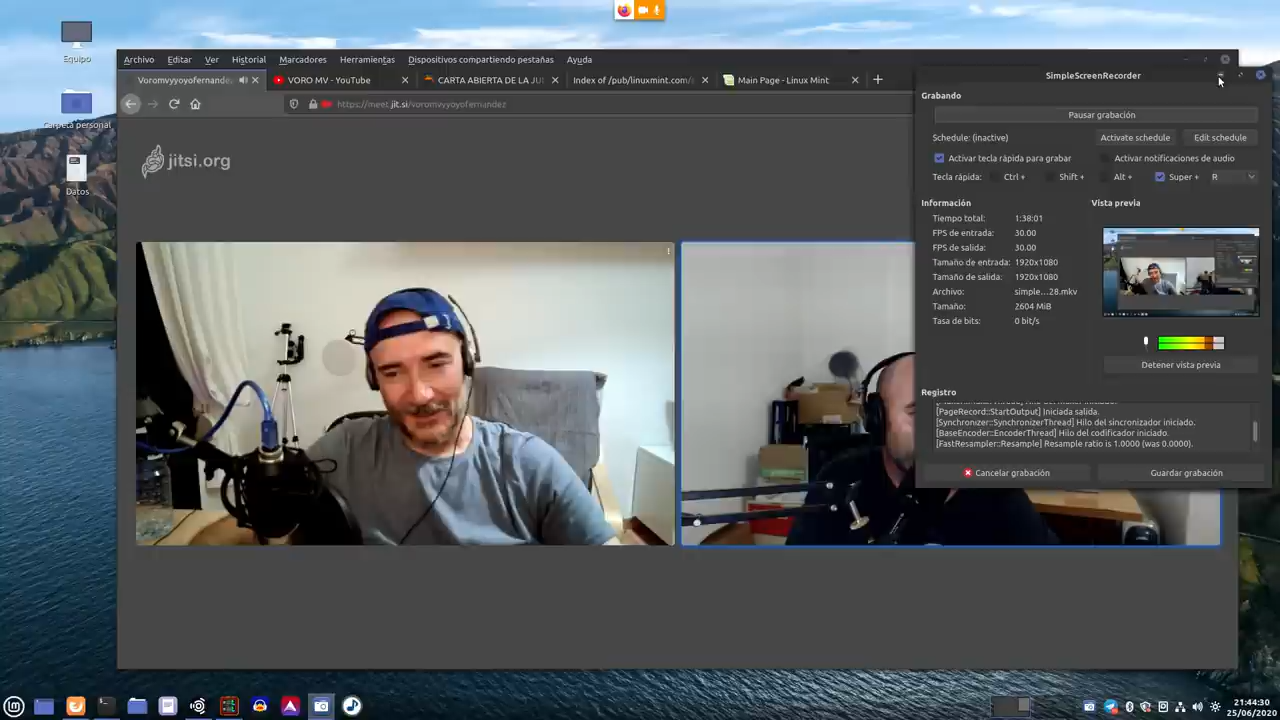 Equipo
Carpeta personal
Datos
Archivo Editar Ver Historial Marcadores Herramientas Dispositivos compartiendo pestañas Ayuda
Voromvyyoyofernande
VORO MV - YouTube
CARTA ABIERTA DE LA JU
Index of /pub/linuxmint.com/
Main Page - Linux Mint
https://meet.jit.si/voromvyyoyofernandez
jitsi.org
SimpleScreenRecorder
Grabando
Pausar grabación
Schedule: (inactive) Activate schedule Edit schedule
Activar tecla rápida para grabar Activar notificaciones de audio
Tecla rápida: Ctrl + Shift + Alt + Super + R
Información Vista previa
Tiempo total: 1:38:01
FPS de entrada: 30.00
FPS de salida: 30.00
Tamaño de entrada: 1920x1080
Tamaño de salida: 1920x1080
Archivo: simple...28.mkv
Tamaño: 2604 MiB
Tasa de bits: 0 bit/s
Detener vista previa
Registro
[PageRecord::StartOutput] Iniciada salida.
[Synchronizer::SynchronizerThread] Hilo del sincronizador iniciado.
[BaseEncoder::EncoderThread] Hilo del codificador iniciado.
[FastResampler::Resample] Resample ratio is 1.0000 (was 0.0000).
Cancelar grabación Guardar grabación
21:44:30
25/06/2020